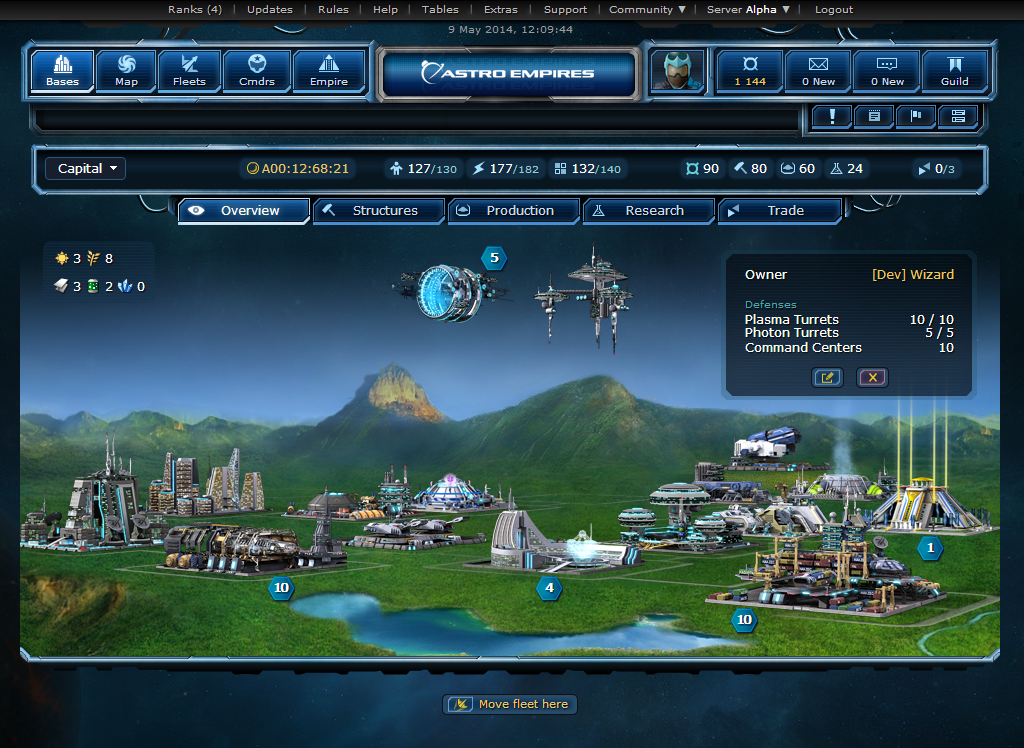 Ranks (4) | Updates | Rules | Help | Tables | Extras | Support | Community ▼ | Server Alpha ▼ | Logout
9 May 2014, 12:09:44
Bases Map Fleets Cmdrs Empire
ASTRO EMPIRES
1 144 0 New 0 New Guild
Capital A00:12:68:21 127/130 177/182 132/140 90 80 60 24 0/3
Overview Structures Production Research Trade
3 8
3 2 0
5
Owner [Dev] Wizard
Defenses
Plasma Turrets 10 / 10
Photon Turrets 5 / 5
Command Centers 10
1
10
4
10
Move fleet here